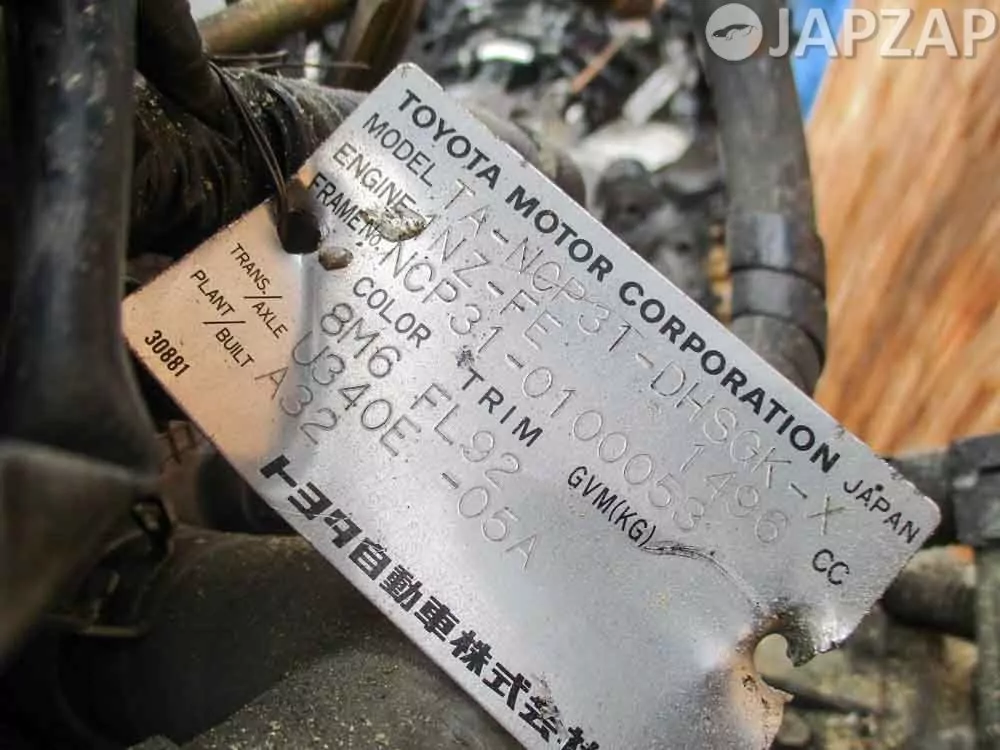 JAPZAP
TOYOTA MOTOR CORPORATION JAPAN
MODEL TA-NCP31-DHSGK-X
ENGINE 1NZ-FE 1496 CC
FRAME No. NCP31-0100053
COLOR TRIM GVM(KG)
8M6 FL92
TRANS./AXLE U340E -05A
PLANT/BUILT A32
30881
トヨタ自動車株式会社